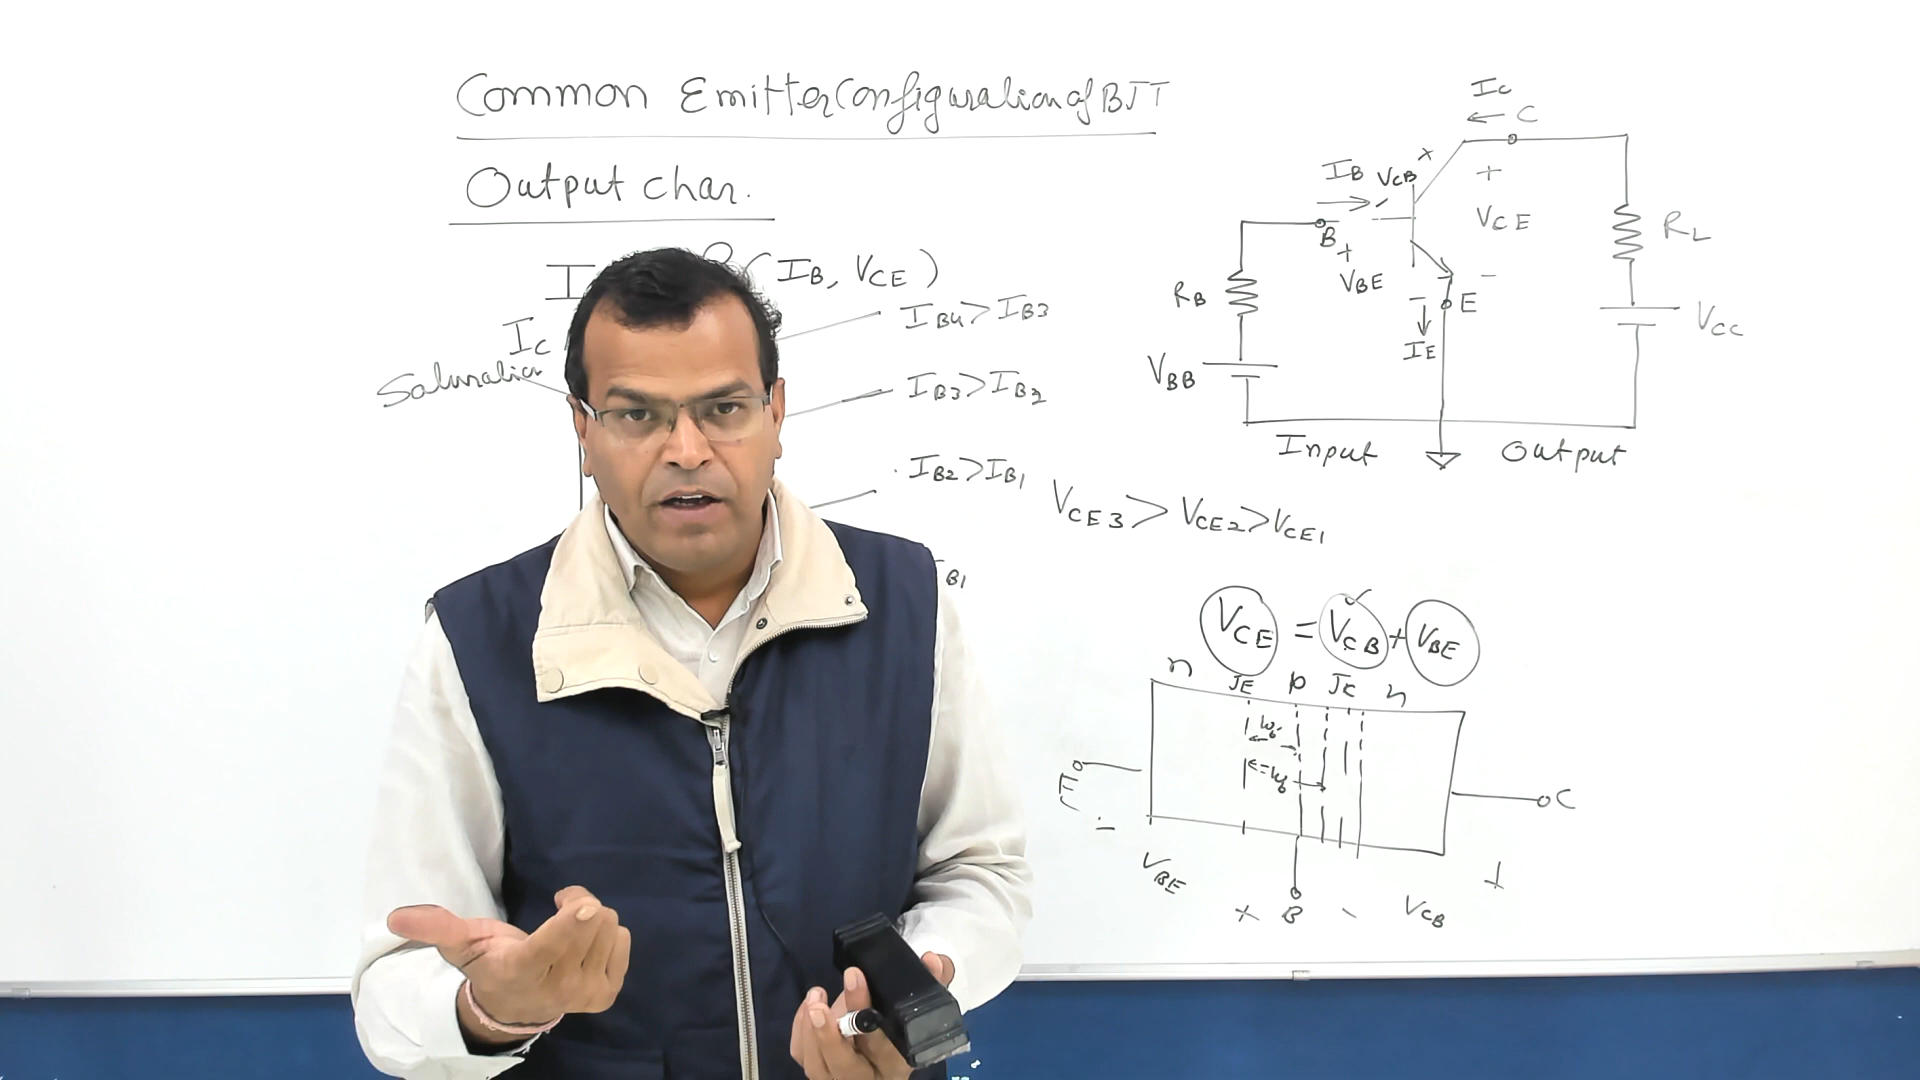 Common Emitter Configuration of BJT
Output char.
I
(IB, VCE)
IC
Saturation
IB4 > IB3
IB3 > IB2
IB2 > IB1
B1
IC
C
IB
VCB
+
VCE
-
B
+
VBE
-
E
IE
RB
VBB
RL
VCC
Input
Output
VCE3 > VCE2 > VCE1
VCE = VCB + VBE
n JE p JC n
E
C
-
VBE
+ B -
VCB
+